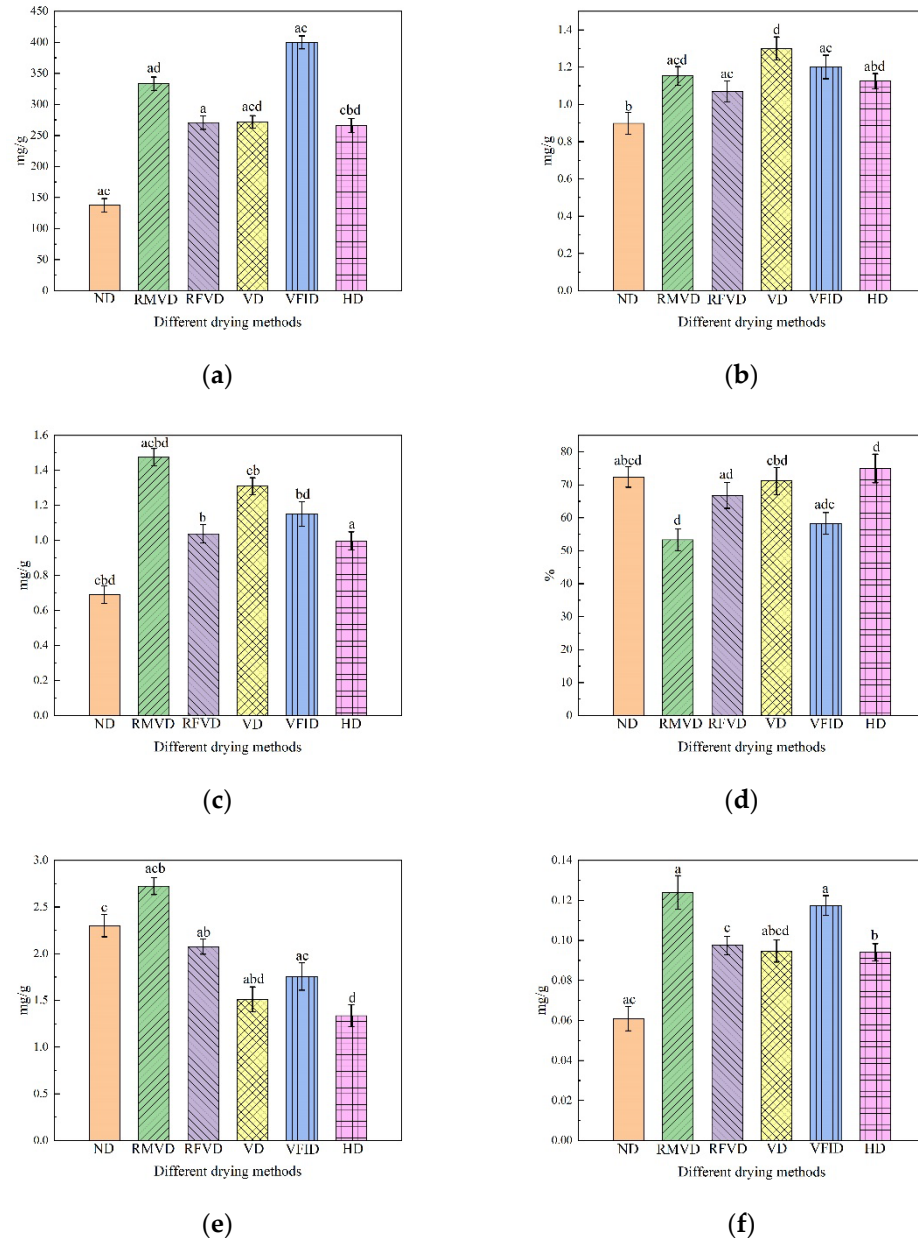 450
400
350
300
250
200
150
100
50
0
mg/g
ac
ad
a
acd
ac
cbd
ND RMVD RFVD VD VFID HD
Different drying methods
(a)
1.4
1.2
1.0
0.8
0.6
0.4
0.2
0.0
mg/g
b
acd
ac
d
ac
abd
ND RMVD RFVD VD VFID HD
Different drying methods
(b)
1.6
1.4
1.2
1.0
0.8
0.6
0.4
0.2
0.0
mg/g
cbd
acbd
b
cb
bd
a
ND RMVD RFVD VD VFID HD
Different drying methods
(c)
80
70
60
50
40
30
20
10
0
%
abcd
d
ad
cbd
adc
d
ND RMVD RFVD VD VFID HD
Different drying methods
(d)
3.0
2.5
2.0
1.5
1.0
0.5
0.0
mg/g
c
acb
ab
abd
ac
d
ND RMVD RFVD VD VFID HD
Different drying methods
(e)
0.14
0.12
0.10
0.08
0.06
0.04
0.02
0.00
mg/g
ac
a
c
abcd
a
b
ND RMVD RFVD VD VFID HD
Different drying methods
(f)